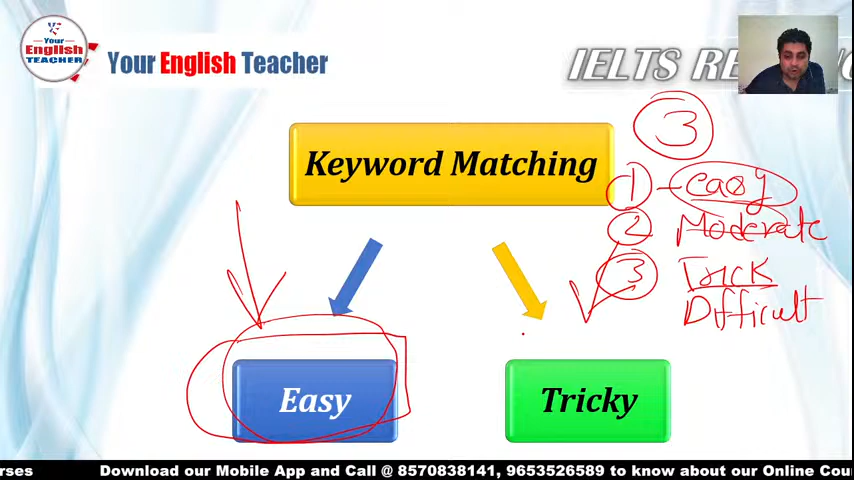 Your
English
TEACHER
Your English Teacher
IELTS RE
3
Keyword Matching
1 - easy
2 Moderate
3 Trick
Difficult
Easy
Tricky
rses Download our Mobile App and Call @ 8570838141, 9653526589 to know about our Online Cou